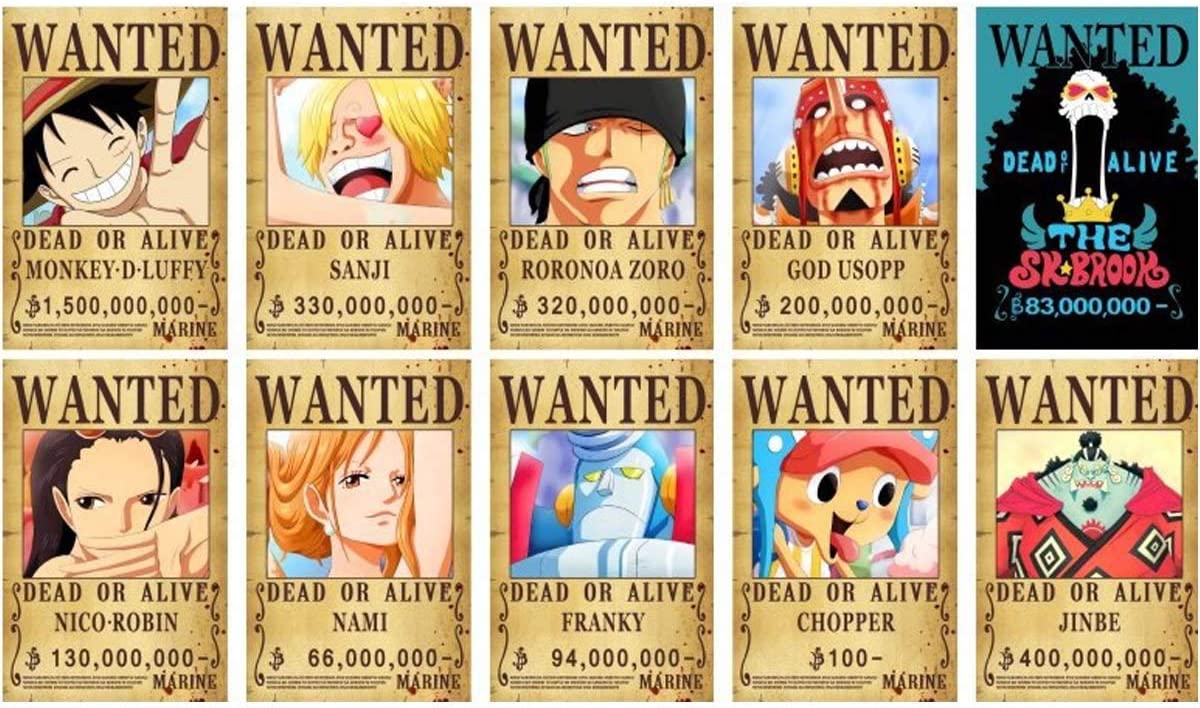 WANTED
DEAD OR ALIVE
MONKEY·D·LUFFY
฿1,500,000,000-
MARINE
WANTED
DEAD OR ALIVE
SANJI
฿330,000,000-
MARINE
WANTED
DEAD OR ALIVE
RORONOA ZORO
฿320,000,000-
MARINE
WANTED
DEAD OR ALIVE
GOD USOPP
฿200,000,000-
MARINE
WANTED
DEAD OR ALIVE
THE
SK★BROOK
฿83,000,000-
WANTED
DEAD OR ALIVE
NICO·ROBIN
฿130,000,000-
MARINE
WANTED
DEAD OR ALIVE
NAMI
฿66,000,000-
MARINE
WANTED
DEAD OR ALIVE
FRANKY
฿94,000,000-
MARINE
WANTED
DEAD OR ALIVE
CHOPPER
฿100-
MARINE
WANTED
DEAD OR ALIVE
JINBE
฿400,000,000-
MARINE